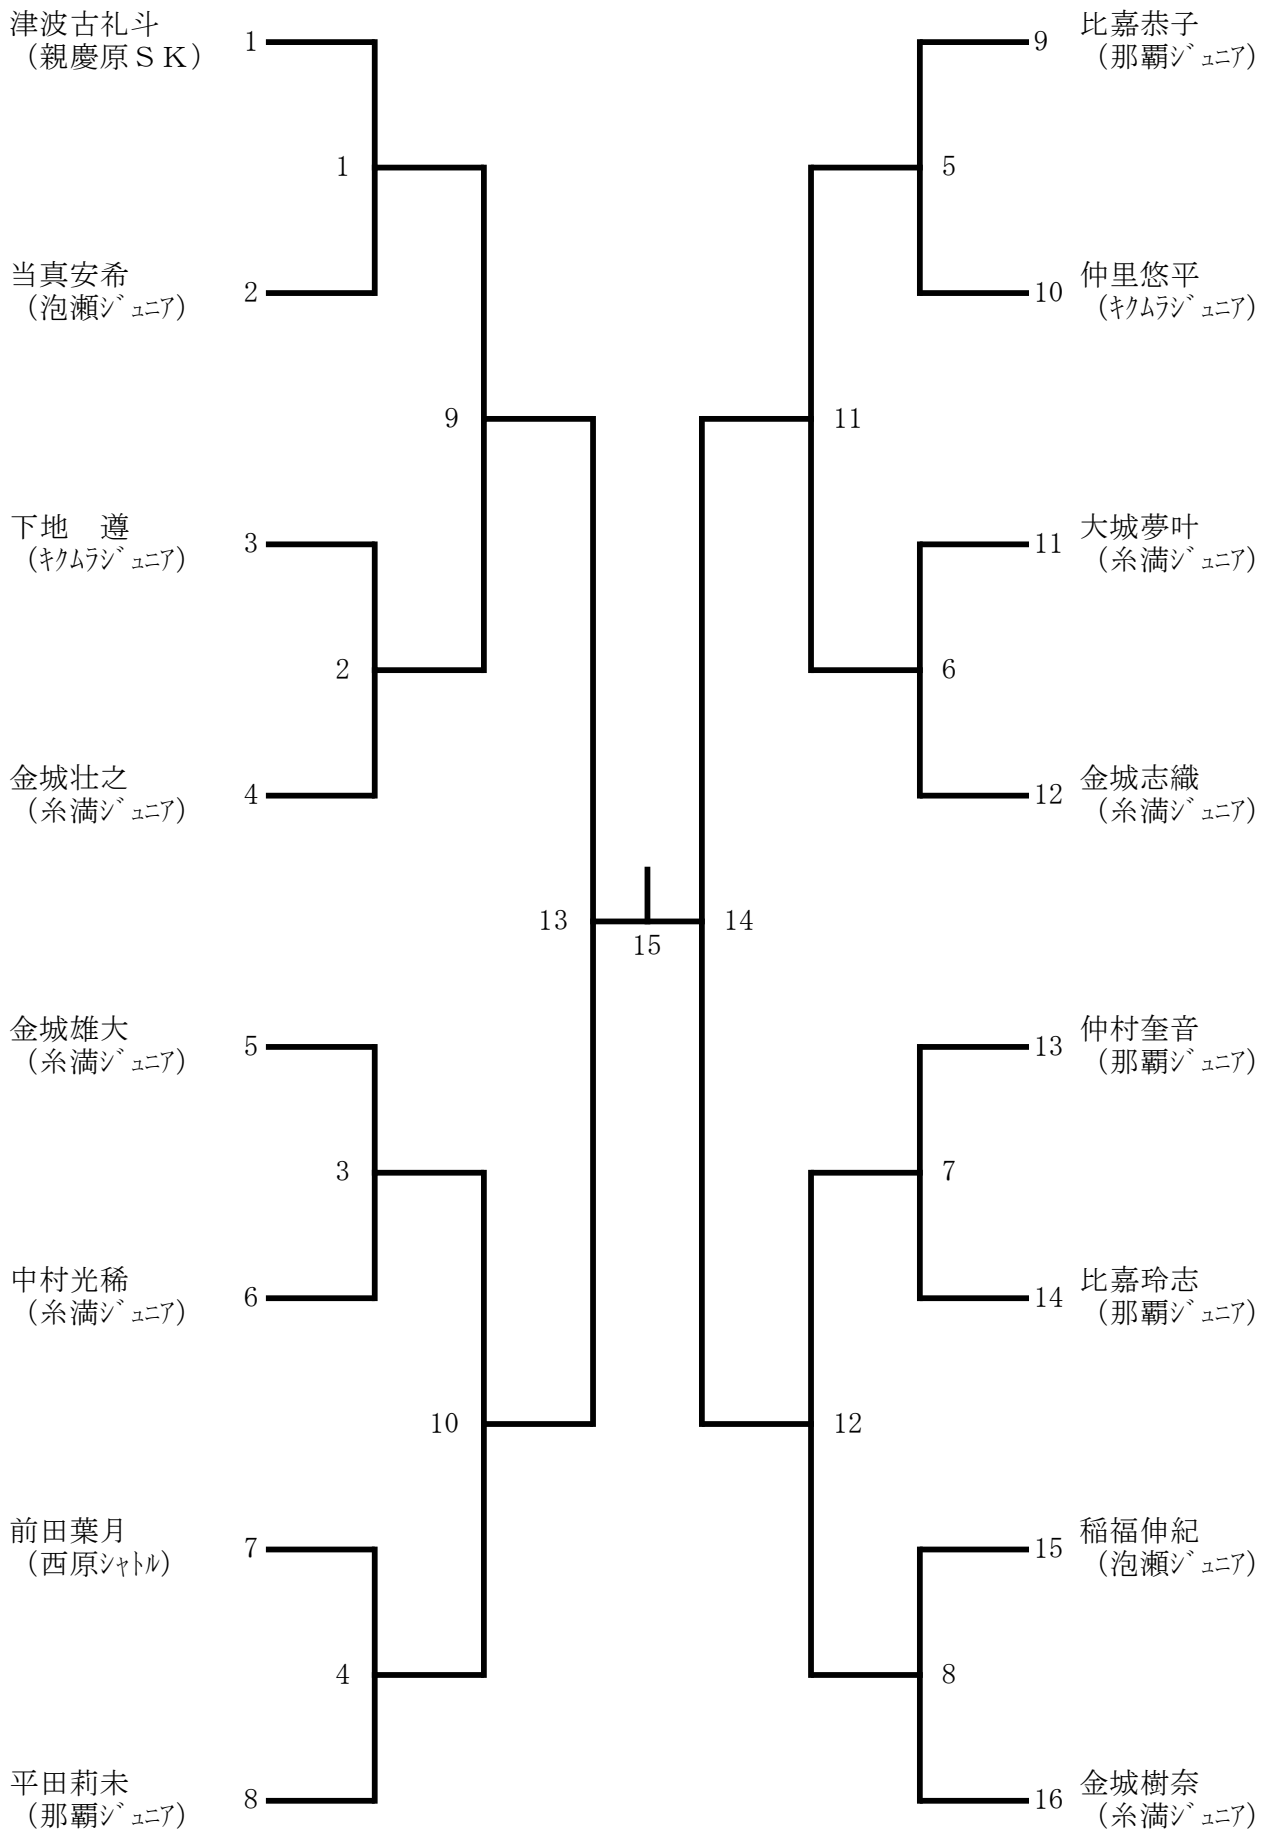 津波古礼斗
（親慶原ＳＫ）
1
1
当真安希
（泡瀬ｼﾞｭﾆｱ）
2
9
下地　遵
（ｷｸﾑﾗｼﾞｭﾆｱ）
3
2
金城壮之
（糸満ｼﾞｭﾆｱ）
4
13
金城雄大
（糸満ｼﾞｭﾆｱ）
5
3
中村光稀
（糸満ｼﾞｭﾆｱ）
6
10
前田葉月
（西原ｼｬﾄﾙ）
7
4
平田莉未
（那覇ｼﾞｭﾆｱ）
8
15
9
比嘉恭子
（那覇ｼﾞｭﾆｱ）
5
10
仲里悠平
（ｷｸﾑﾗｼﾞｭﾆｱ）
11
11
大城夢叶
（糸満ｼﾞｭﾆｱ）
6
12
金城志織
（糸満ｼﾞｭﾆｱ）
14
13
仲村奎音
（那覇ｼﾞｭﾆｱ）
7
14
比嘉玲志
（那覇ｼﾞｭﾆｱ）
12
15
稲福伸紀
（泡瀬ｼﾞｭﾆｱ）
8
16
金城樹奈
（糸満ｼﾞｭﾆｱ）